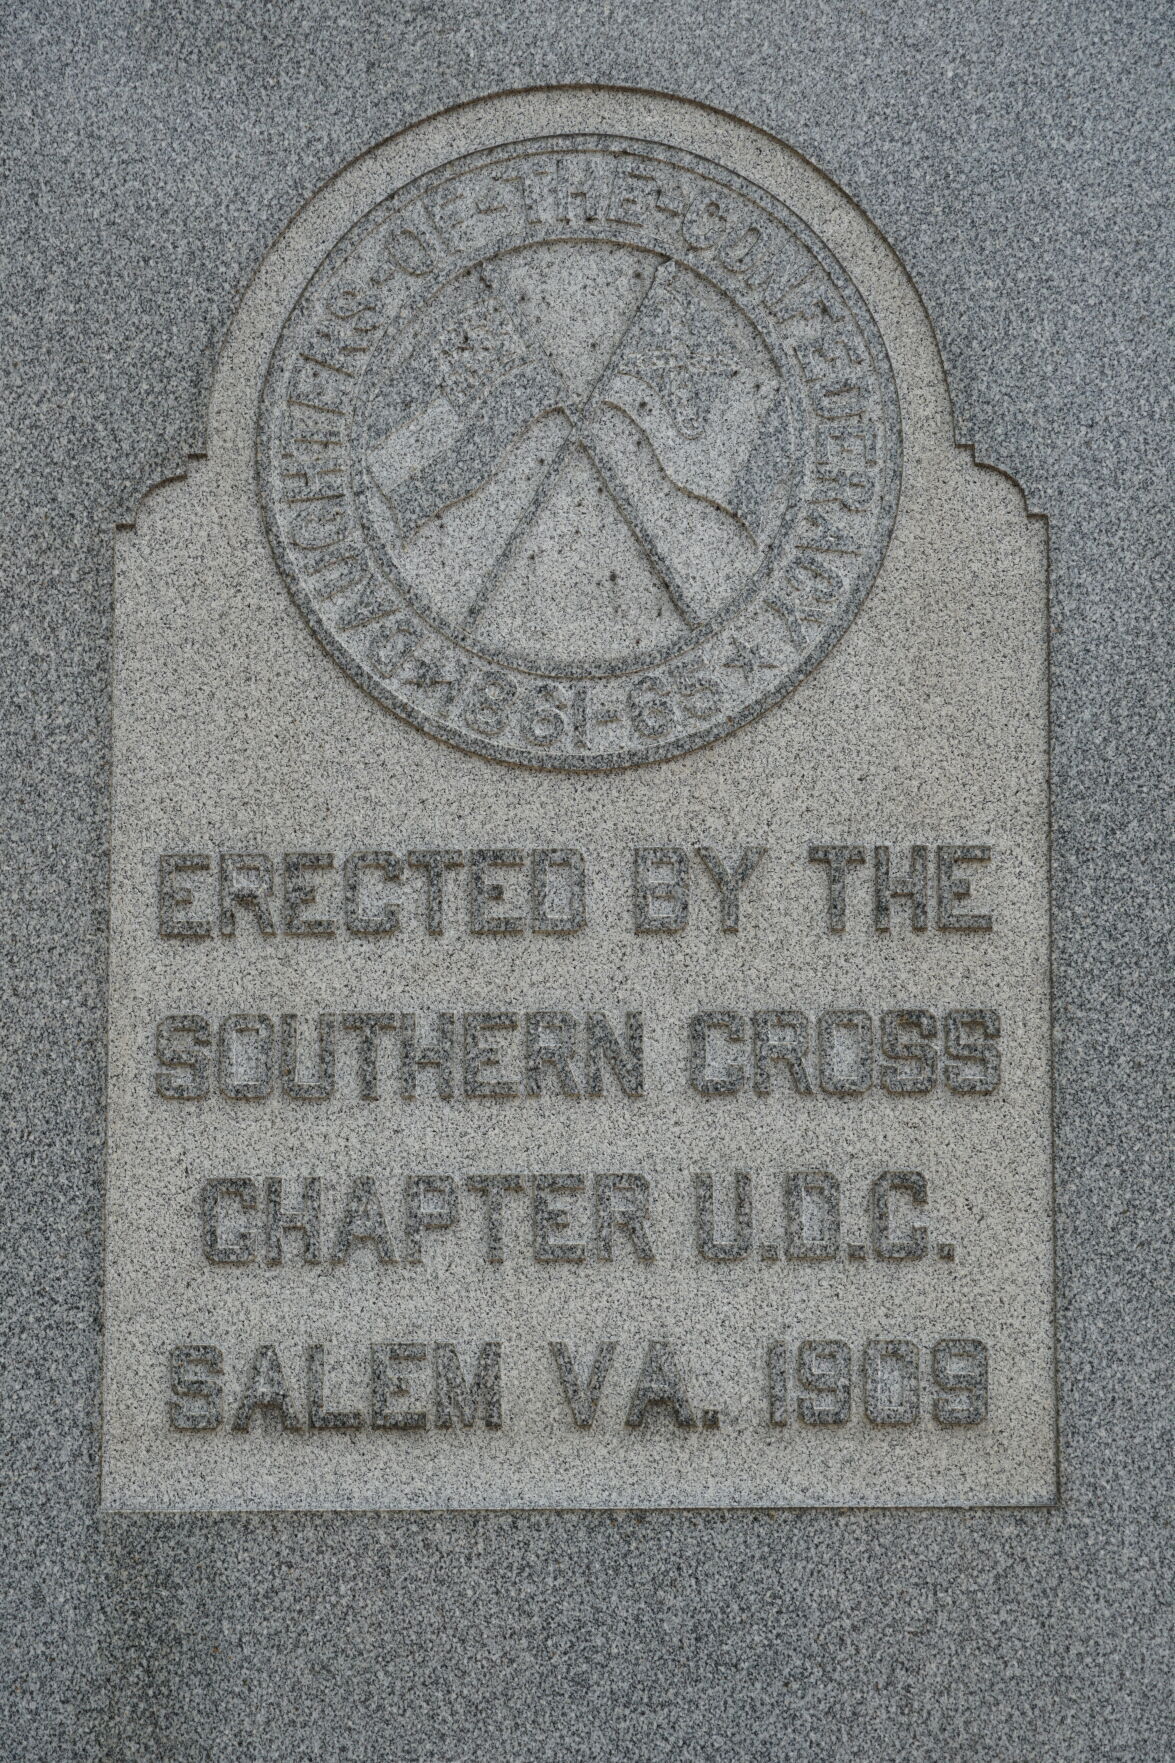 DAUGHTERS-OF-THE-CONFEDERACY
★ 1861-65 ★
ERECTED BY THE
SOUTHERN CROSS
CHAPTER U.D.C.
SALEM VA. 1909